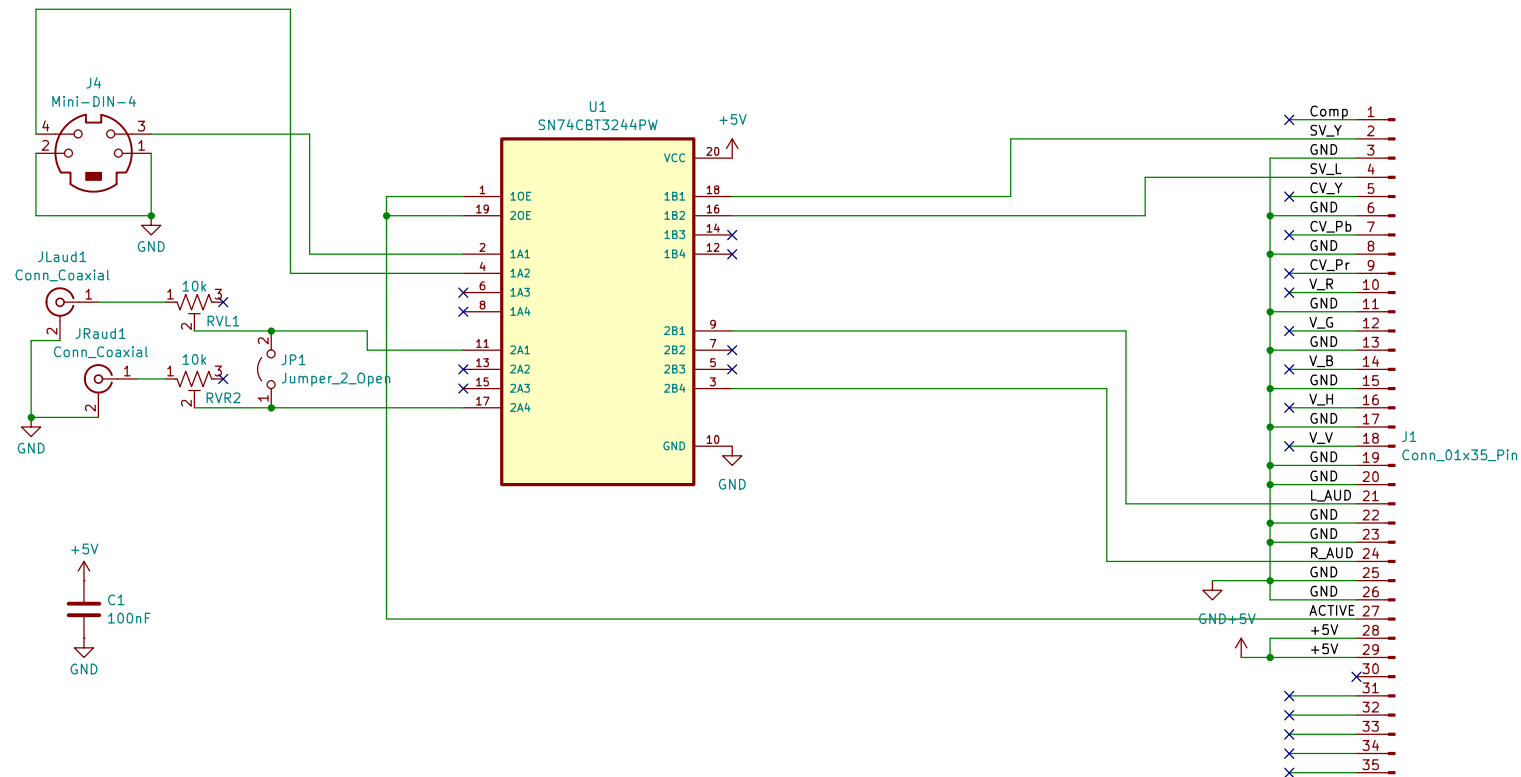 J4
Mini-DIN-4
4
3
2
1
GND
JLaud1
Conn_Coaxial
1
2
10k
1
3
2
RVL1
JRaud1
Conn_Coaxial
1
2
10k
1
3
2
RVR2
GND
2
JP1
Jumper_2_Open
1
+5V
C1
100nF
GND
U1
SN74CBT3244PW
+5V
VCC 20
1 1OE
19 2OE
2 1A1
4 1A2
6 1A3
8 1A4
11 2A1
13 2A2
15 2A3
17 2A4
1B1 18
1B2 16
1B3 14
1B4 12
2B1 9
2B2 7
2B3 5
2B4 3
GND 10
GND
Comp 1
SV_Y 2
GND 3
SV_L 4
CV_Y 5
GND 6
CV_Pb 7
GND 8
CV_Pr 9
V_R 10
GND 11
V_G 12
GND 13
V_B 14
GND 15
V_H 16
GND 17
V_V 18
GND 19
GND 20
L_AUD 21
GND 22
GND 23
R_AUD 24
GND 25
GND 26
ACTIVE 27
+5V 28
+5V 29
30
31
32
33
34
35
J1
Conn_01x35_Pin
GND
+5V